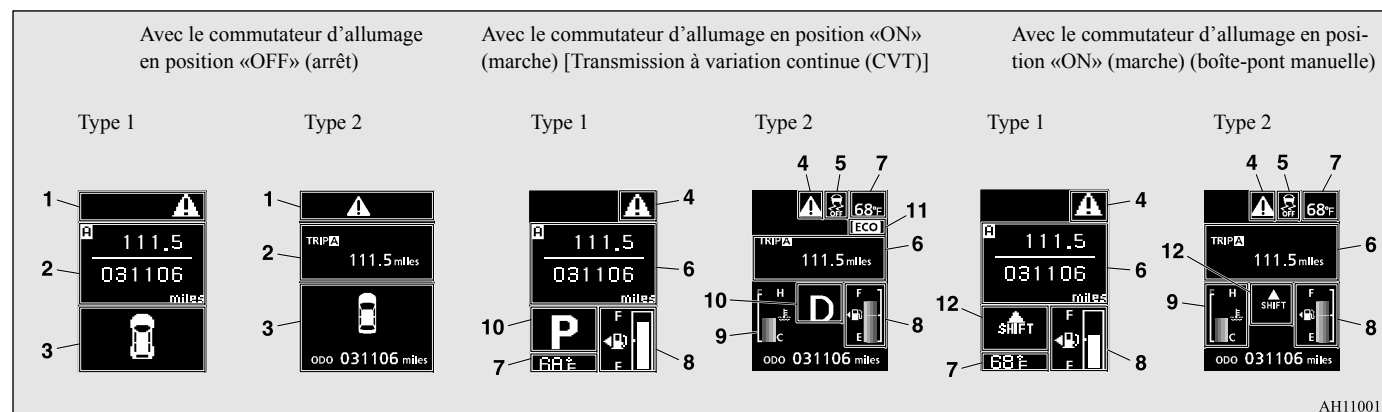 Avec le commutateur d’allumage
en position «OFF» (arrêt)
Avec le commutateur d’allumage en position «ON»
(marche) [Transmission à variation continue (CVT)]
Avec le commutateur d’allumage en posi-
tion «ON» (marche) (boîte-pont manuelle)
Type 1
1
A
111.5
2
031106
miles
3
Type 2
1
TRIP A
2
111.5 miles
3
ODO 031106 miles
Type 1
4
A
111.5
031106
6
miles
10
P
F
8
7
Type 2
4 5 7
OFF
68°F
ECO
11
TRIP A
6
111.5 miles
10
F H
D
F
9
C
E
8
ODO 031106 miles
Type 1
4
A
111.5
031106
6
miles
12
SHIFT
F
8
7
68°F
Type 2
4 5 7
OFF
68°F
TRIP A
6
12
111.5 miles
F H
F
9
SHIFT
8
C
E
ODO 031106 miles
AH11001